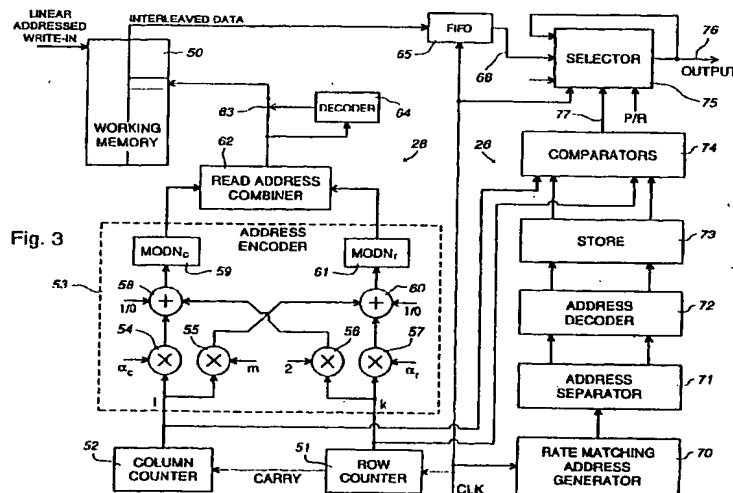 LINEAR
ADDRESSED
WRITE-IN
INTERLEAVED DATA
50
WORKING
MEMORY
FIFO
65
68
SELECTOR
76
OUTPUT
75
77
P/R
63
DECODER
64
62
READ ADDRESS
COMBINER
28
26
COMPARATORS
74
Fig. 3
ADDRESS
ENCODER
53
MODNc
59
MODNr
61
STORE
73
58
+
1/0
+
60
1/0
ADDRESS
DECODER
72
54
55
56
57
αc
m
2
αr
ADDRESS
SEPARATOR
71
l
k
52
COLUMN
COUNTER
CARRY
51
ROW
COUNTER
CLK
RATE MATCHING
ADDRESS
GENERATOR
70